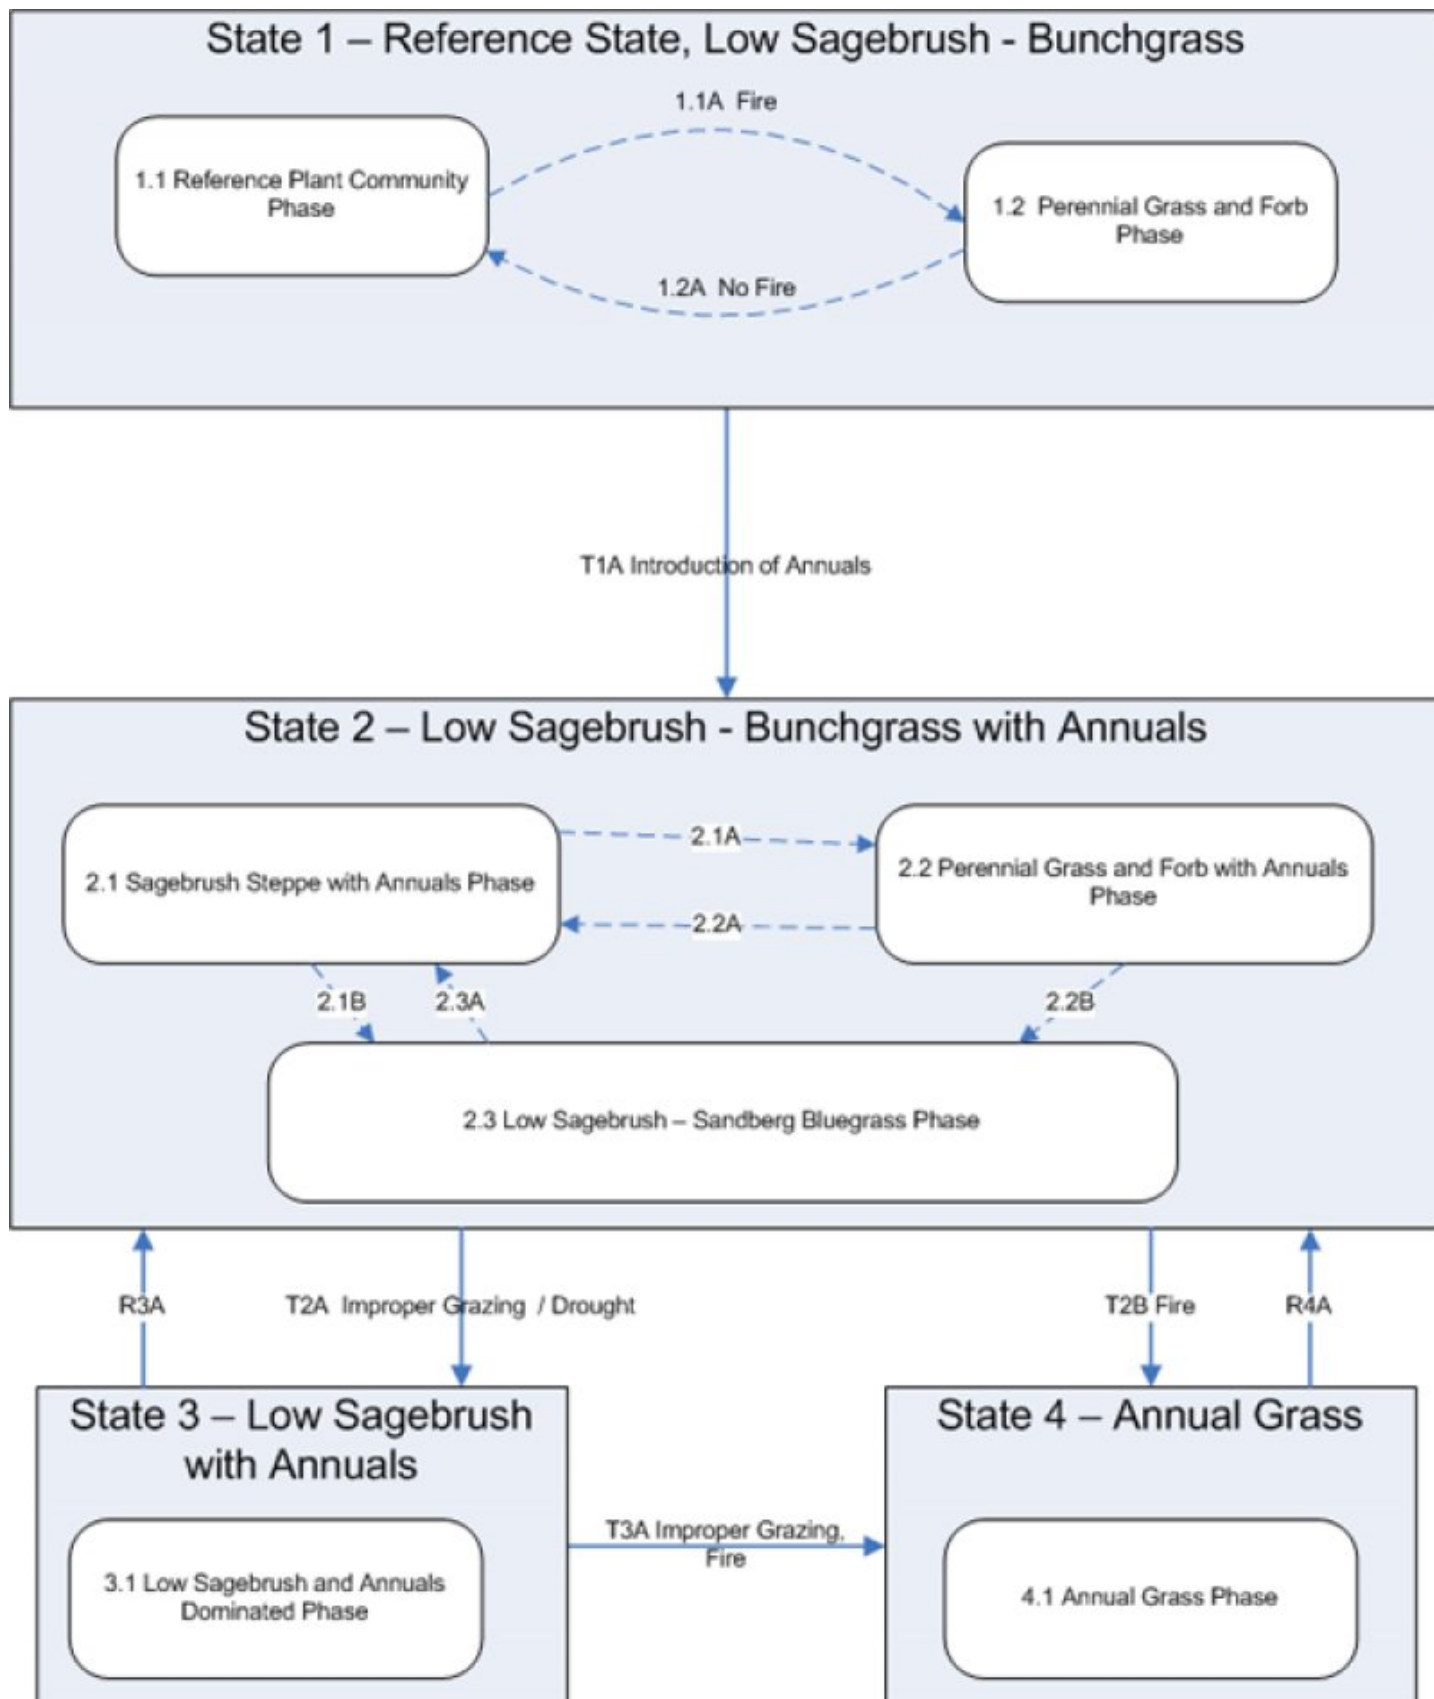 State 1 – Reference State, Low Sagebrush - Bunchgrass
1.1A  Fire
1.1 Reference Plant Community
Phase
1.2  Perennial Grass and Forb
Phase
1.2A  No Fire
T1A Introduction of Annuals
State 2 – Low Sagebrush - Bunchgrass with Annuals
2.1A
2.1 Sagebrush Steppe with Annuals Phase
2.2 Perennial Grass and Forb with Annuals
Phase
2.2A
2.1B
2.3A
2.2B
2.3 Low Sagebrush – Sandberg Bluegrass Phase
R3A
T2A  Improper Grazing  / Drought
T2B Fire
R4A
State 3 – Low Sagebrush
with Annuals
State 4 – Annual Grass
T3A Improper Grazing,
Fire
3.1 Low Sagebrush and Annuals
Dominated Phase
4.1 Annual Grass Phase